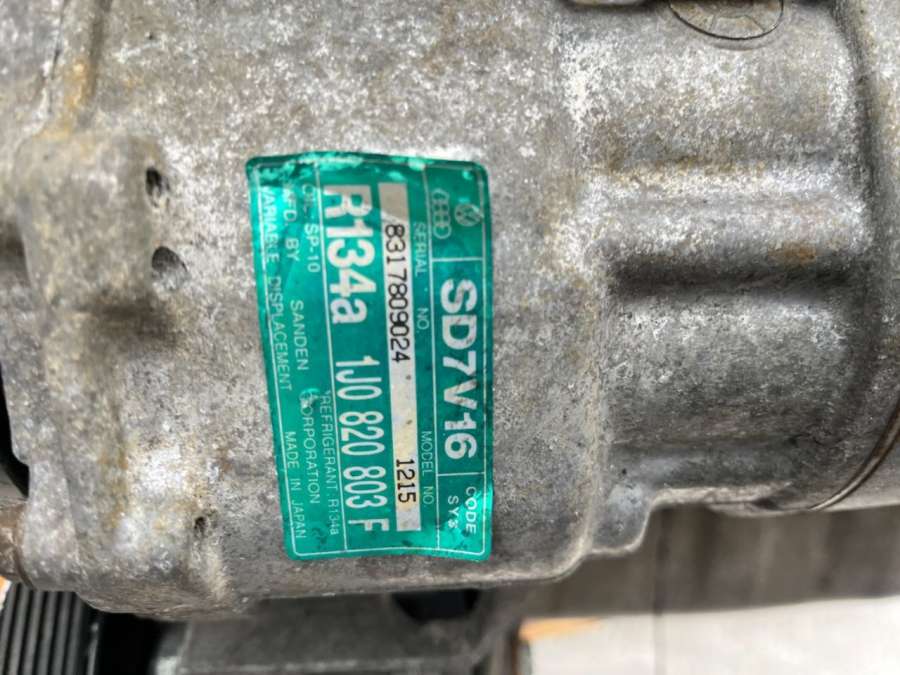 SD7V16
CODE
SY3
SERIAL NO.
MODEL NO.
8317809024
1215
R134a
1J0 820 803 F
OIL: SP-10
REFRIGERANT: R134a
MFD BY SANDEN CORPORATION
VARIABLE DISPLACEMENT
MADE IN JAPAN